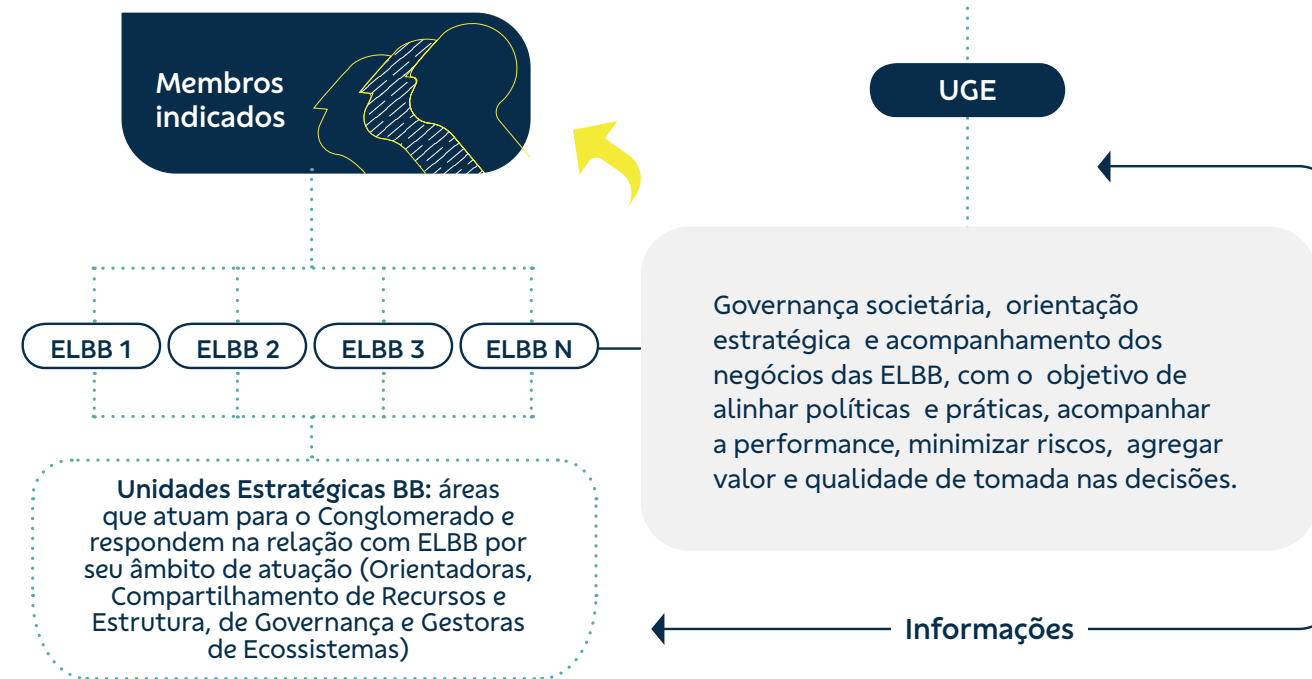 Membros
indicados
UGE
ELBB 1
ELBB 2
ELBB 3
ELBB N
Governança societária, orientação
estratégica e acompanhamento dos
negócios das ELBB, com o objetivo de
alinhar políticas e práticas, acompanhar
a performance, minimizar riscos, agregar
valor e qualidade de tomada nas decisões.
Unidades Estratégicas BB: áreas
que atuam para o Conglomerado e
respondem na relação com ELBB por
seu âmbito de atuação (Orientadoras,
Compartilhamento de Recursos e
Estrutura, de Governança e Gestoras
de Ecossistemas)
Informações